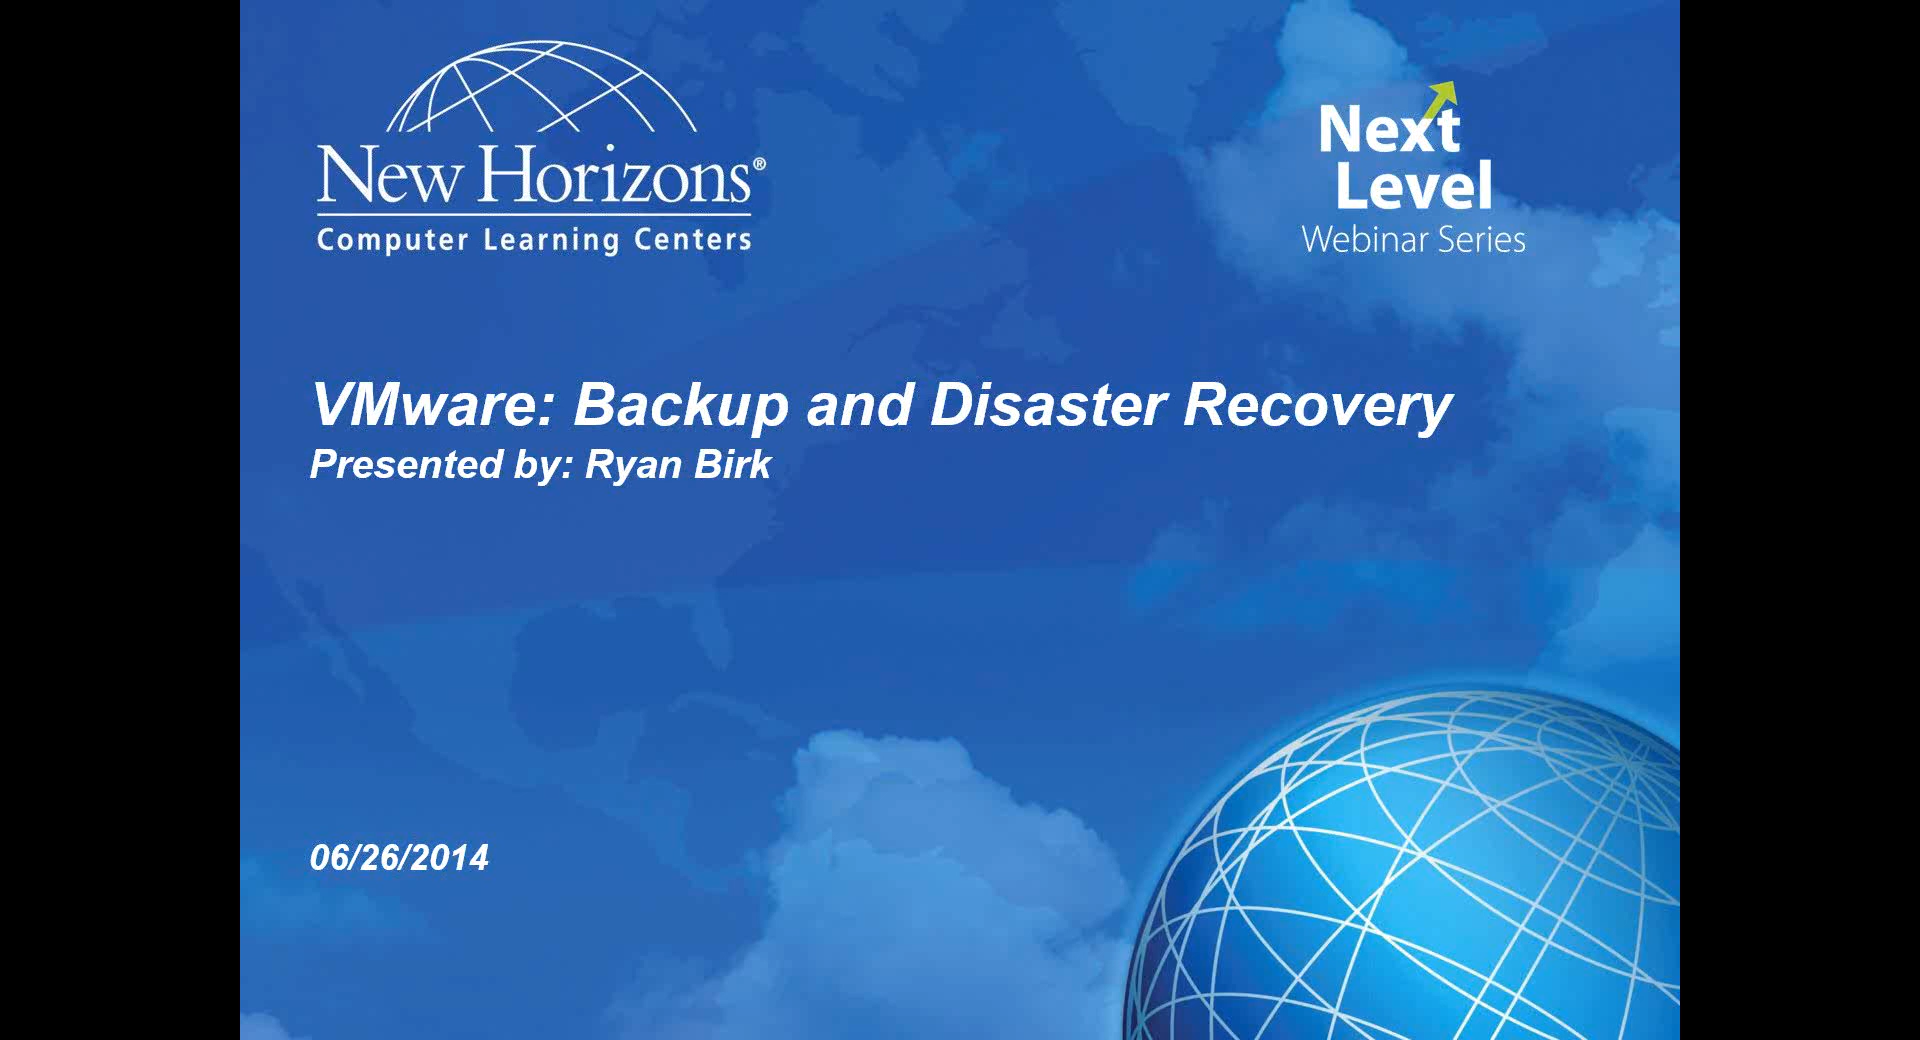 New Horizons®
Computer Learning Centers
Next
Level
Webinar Series
VMware: Backup and Disaster Recovery
Presented by: Ryan Birk
06/26/2014